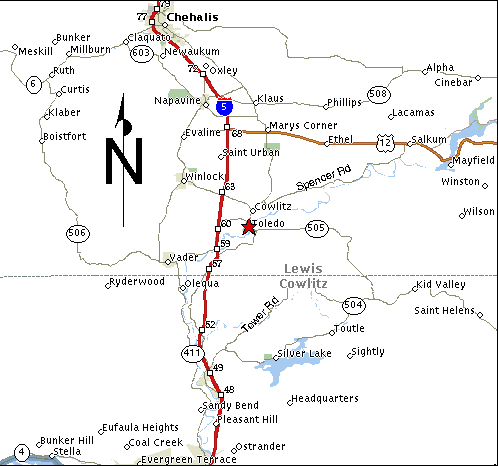 79
77
Chehalis
Bunker
Claquato
Meskill
Millburn
603
Newaukum
Ruth
72
Oxley
Alpha
6
Curtis
Cinebar
508
Napavine
5
Klaus
Phillips
Klaber
Lacamas
Evaline
68
Marys Corner
Boistfort
Ethel
12
Salkum
N
Saint Urban
Mayfield
Winlock
Spencer Rd
63
Winston
Cowlitz
Wilson
60
Toledo
505
506
59
Vader
57
Lewis
Cowlitz
Ryderwood
Olequa
Kid Valley
504
Saint Helens
Tower Rd
52
Toutle
411
Silver Lake
Sightly
49
48
Headquarters
Sandy Bend
Pleasant Hill
Eufaula Heights
Bunker Hill
Coal Creek
4
Stella
Ostrander
Evergreen Terrace